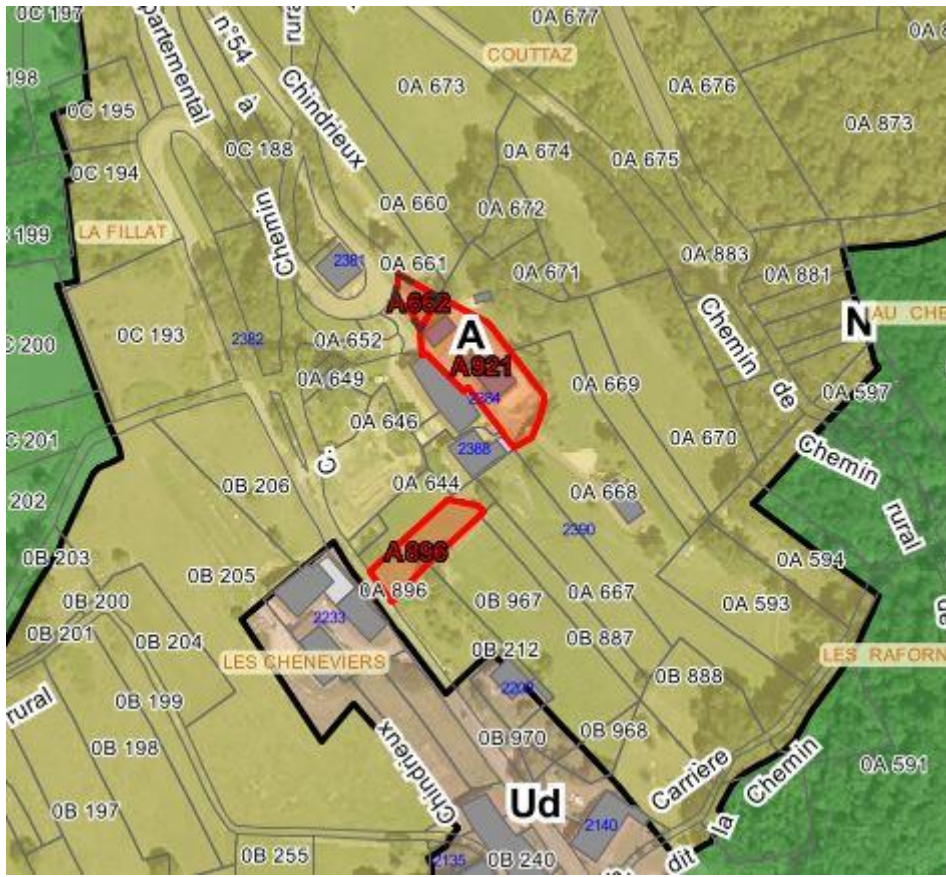 0C 197
0A 677
COUTTAZ
n°54
rural
Départemental
à
Chindrieux
198
0C 195
0A 673
0A 676
0A 873
0C 188
0A 674
0A 675
0C 194
0A 660
0A 672
199
LA FILLAT
Chemin
2381
0A 661
0A 671
0A 883
0A 881
A662
0C 193
2382
0A 652
A
N
AU CHE
0C 200
A921
Chemin de
0A 649
2384
0A 669
0A 597
0C 201
0A 646
0A 670
2388
C.
Chemin
rural
0B 206
0A 644
0A 668
202
2390
0B 203
A896
0A 594
0B 205
0A 896
0B 200
0B 967
0A 667
0A 593
2233
0B 201
0B 204
0B 887
0B 212
LES CHENEVIERS
LES RAFORN
0B 888
rural
0B 199
0B 970
0B 968
0B 198
Chindrieux
Carrière
Chemin
0A 591
0B 197
Ud
la
2140
dit
0B 255
2135
0B 240